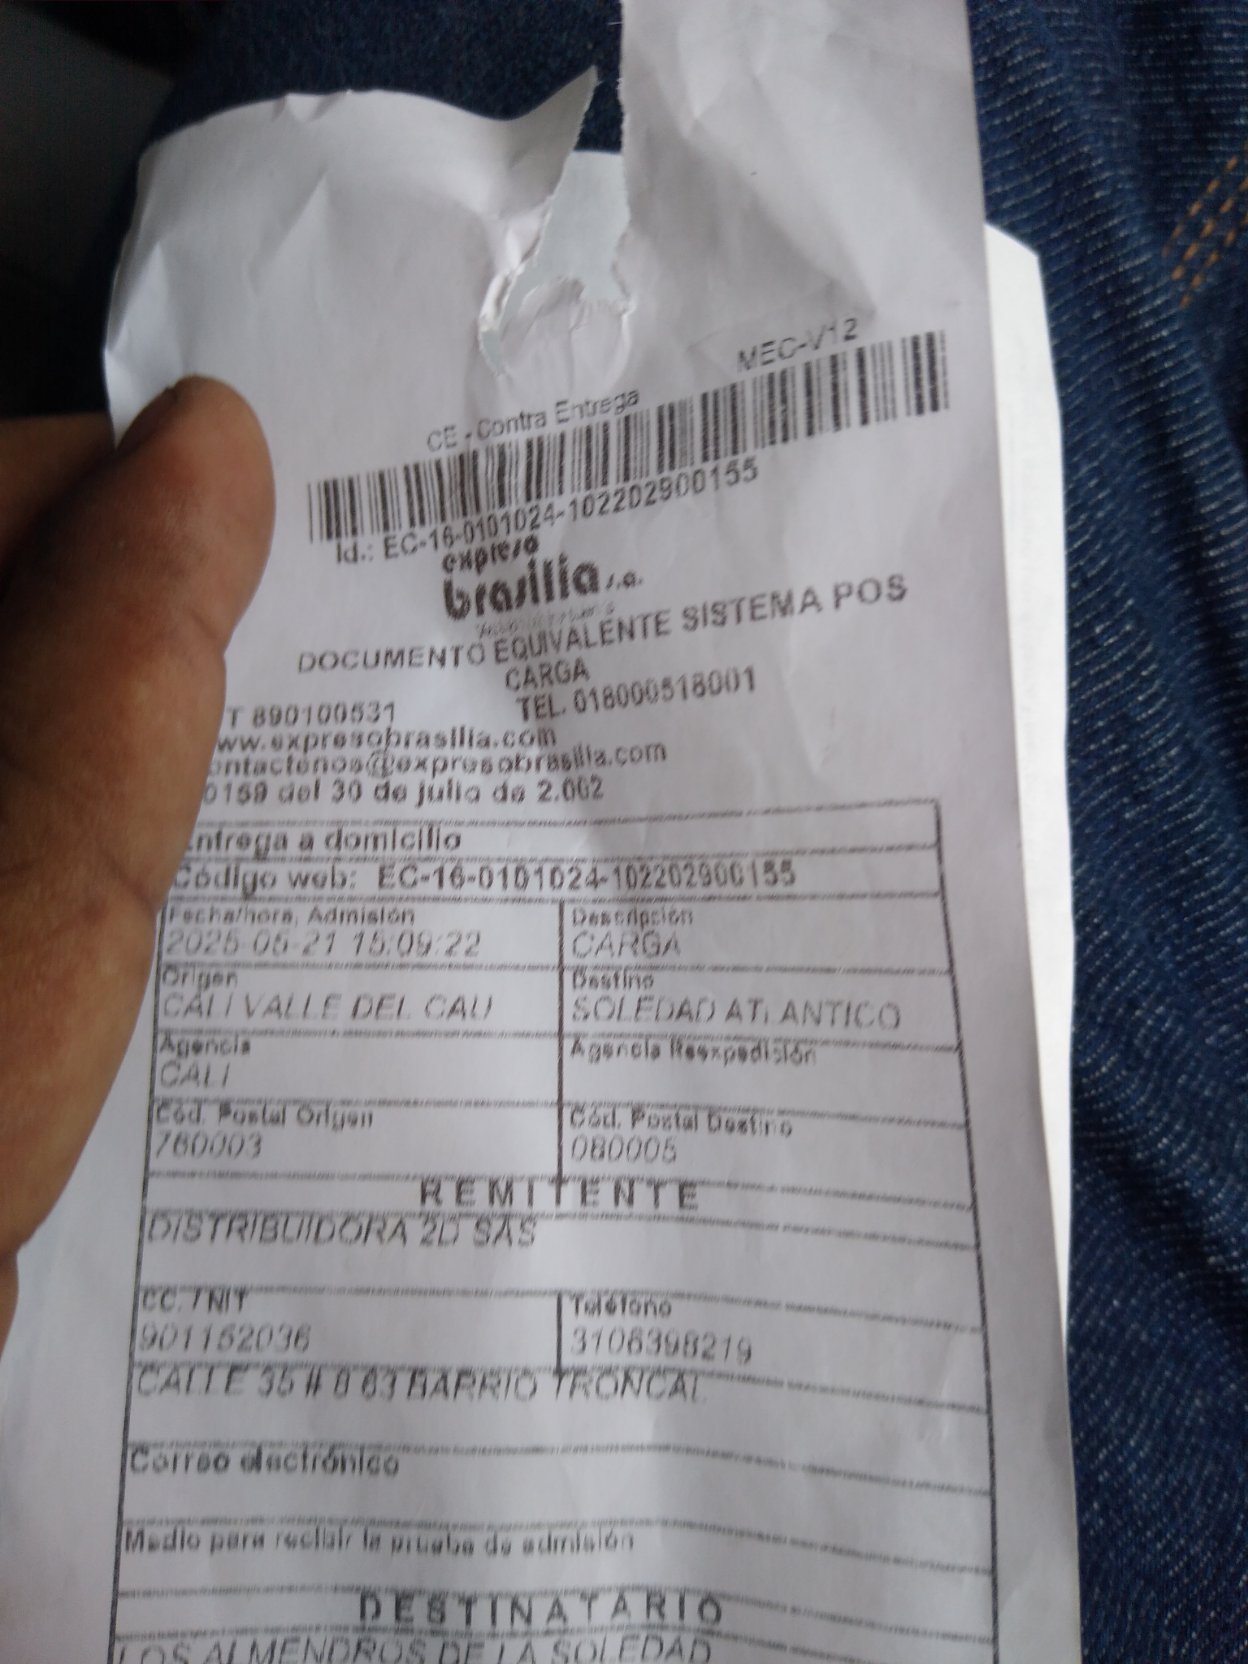 MEC-V12
CE - Contra Entrega
Id.: EC-16-0101024-102202900155
expreso
brasilia s.a.
DOCUMENTO EQUIVALENTE SISTEMA POS
CARGA
T 890100531 TEL. 018000518001
ww.expresobrasilia.com
ontactenos@expresobrasilia.com
0159 del 30 de julio de 2.002
ntrega a domicilio
Código web: EC-16-0101024-102202900155
Fecha/hora, Admisión Descripción
2025-05-21 15:09:22 CARGA
Origen Destino
CALI VALLE DEL CAU SOLEDAD ATLANTICO
Agencia Agencia Reexpedición
CALI
Cód. Postal Origen Cód. Postal Destino
760003 080005
REMITENTE
DISTRIBUIDORA 2D SAS
CC. / NIT Teléfono
901152036 3106398219
CALLE 35 # 8 63 BARRIO TRONCAL
Correo electrónico
Medio para recibir la prueba de admisión
DESTINATARIO
LOS ALMENDROS DE LA SOLEDAD